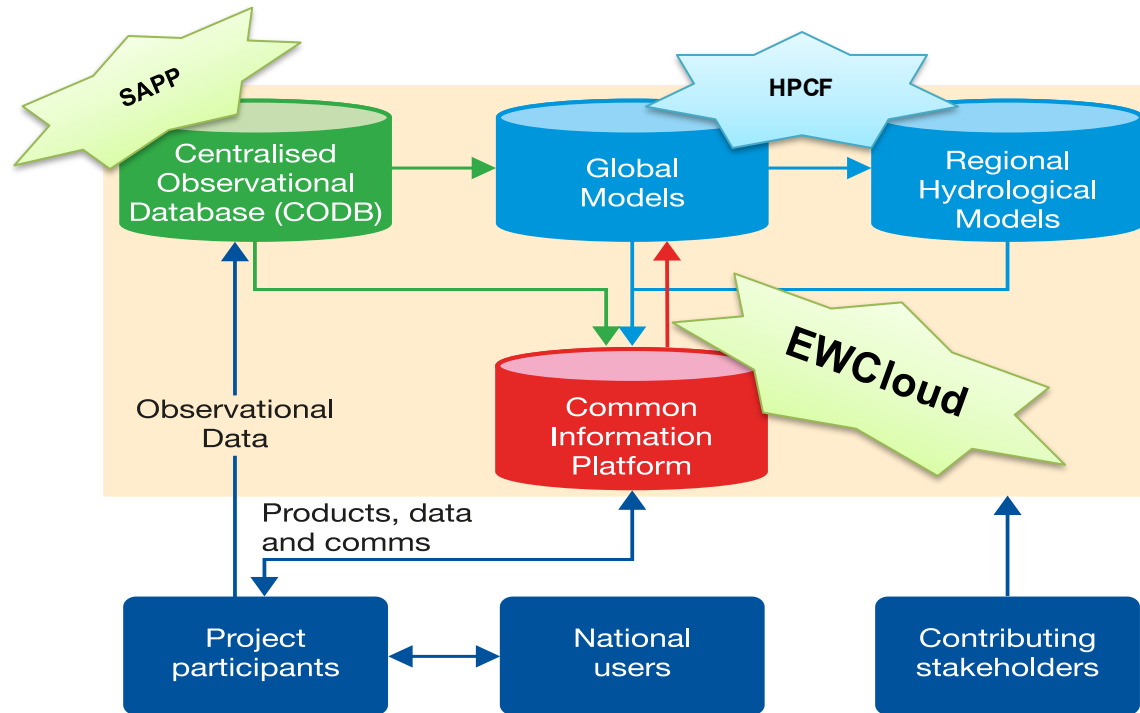 SAPP
HPCF
Centralised
Observational
Database (CODB)
Global
Models
Regional
Hydrological
Models
EWCloud
Common
Information
Platform
Observational
Data
Products, data
and comms
Project
participants
National
users
Contributing
stakeholders